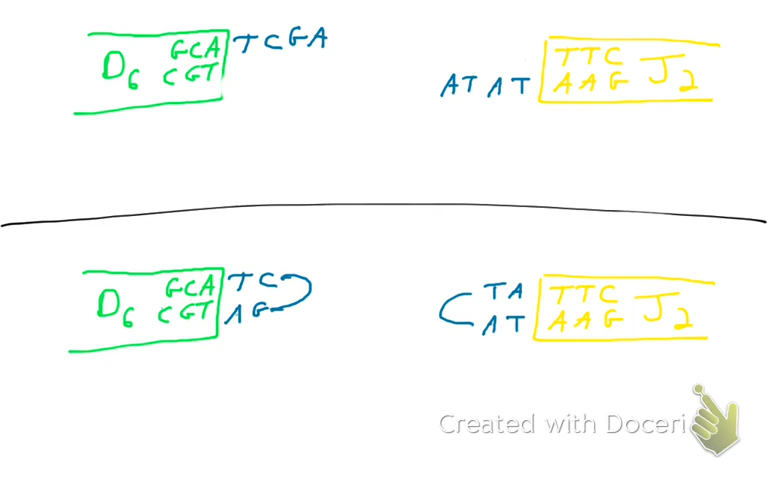 D6 GCA TCGA
CGT
TTC J2
ATAT AAG
D6 GCA TC
CGT AG
TA TTC J2
AT AAG
Created with Doceri